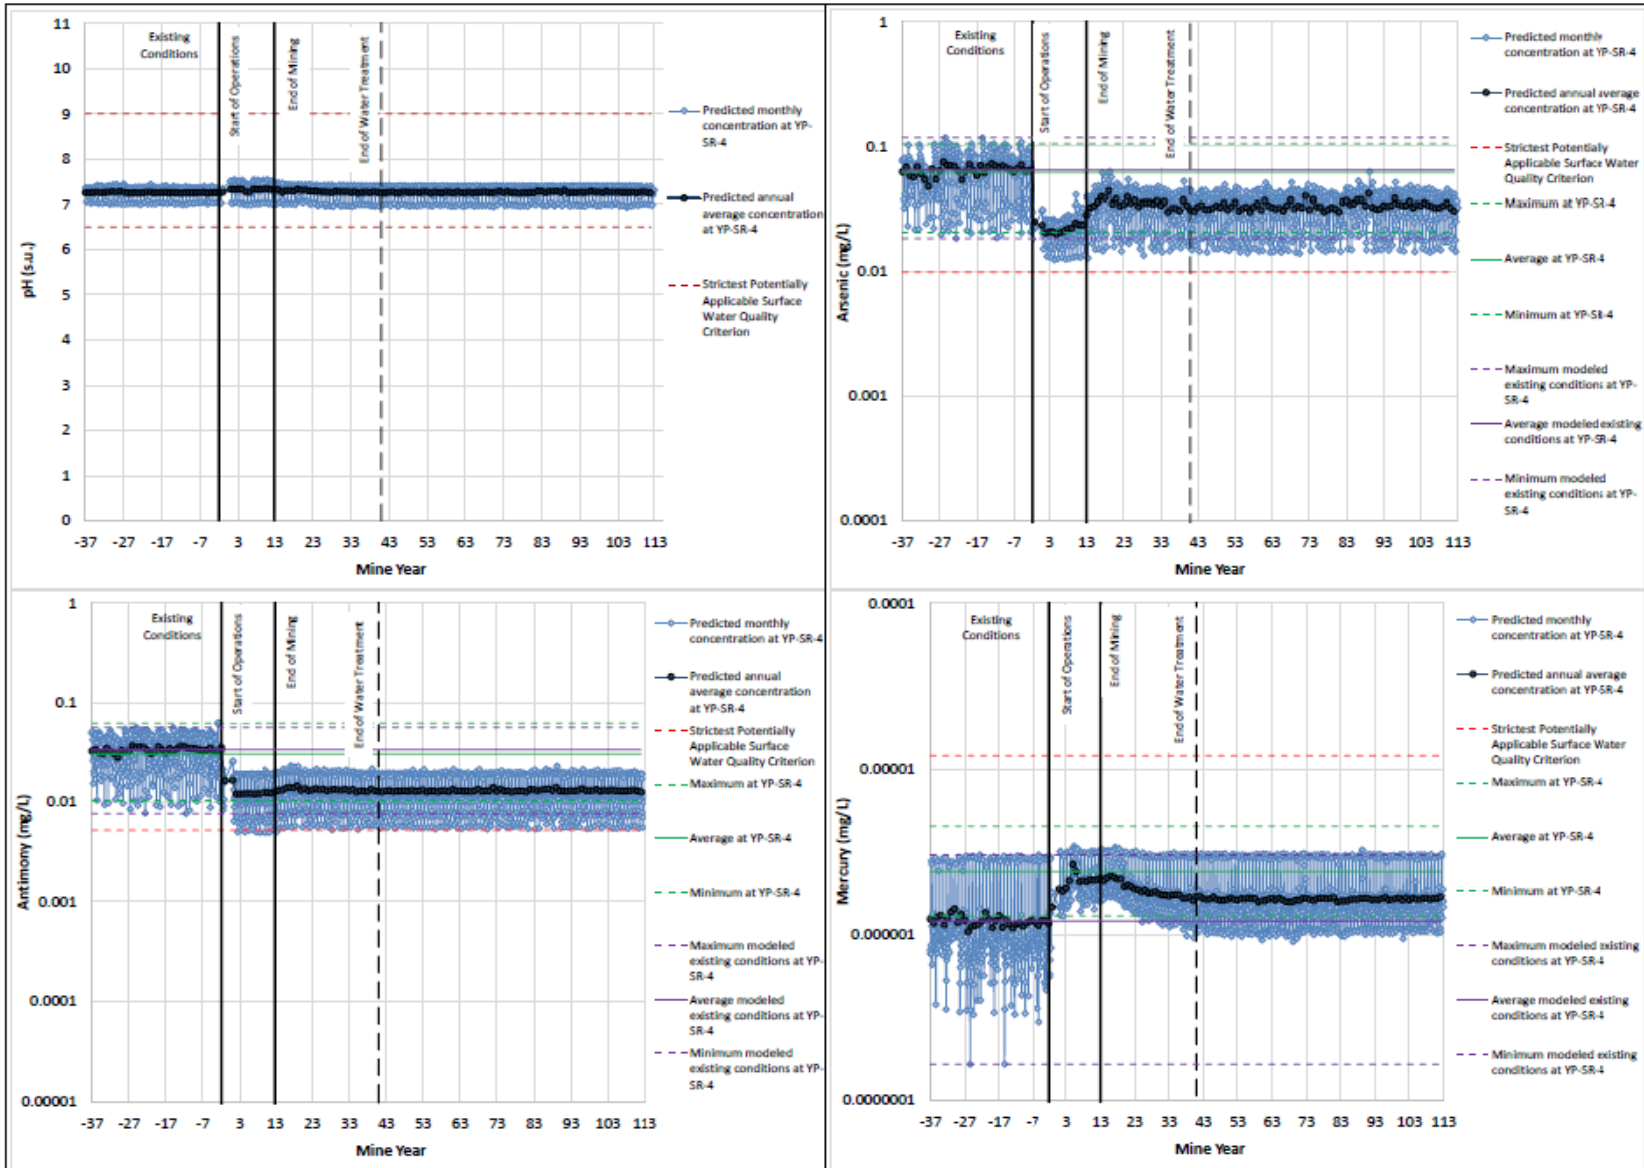 11
10
9
8
7
6
5
4
3
2
1
0
pH (s.u.)
Existing
Conditions
Start of Operations
End of Mining
End of Water Treatment
-37 -27 -17 -7 3 13 23 33 43 53 63 73 83 93 103 113
Mine Year
Predicted monthly
concentration at YP-
SR-4
Predicted annual
average concentration
at YP-SR-4
Strictest Potentially
Applicable Surface
Water Quality
Criterion
1
0.1
0.01
0.001
0.0001
Arsenic (mg/L)
Existing
Conditions
Start of Operations
End of Mining
End of Water Treatment
-37 -27 -17 -7 3 13 23 33 43 53 63 73 83 93 103 113
Mine Year
Predicted monthly
concentration at YP-SR-4
Predicted annual average
concentration at YP-SR-4
Strictest Potentially
Applicable Surface Water
Quality Criterion
Maximum at YP-SR-4
Average at YP-SR-4
Minimum at YP-SR-4
Maximum modeled
existing conditions at YP-
SR-4
Average modeled existing
conditions at YP-SR-4
Minimum modeled
existing conditions at YP-
SR-4
1
0.1
0.01
0.001
0.0001
0.00001
Antimony (mg/L)
Existing
Conditions
Start of Operations
End of Mining
End of Water Treatment
-37 -27 -17 -7 3 13 23 33 43 53 63 73 83 93 103 113
Mine Year
Predicted monthly
concentration at YP-SR-4
Predicted annual
average concentration
at YP-SR-4
Strictest Potentially
Applicable Surface
Water Quality Criterion
Maximum at YP-SR-4
Average at YP-SR-4
Minimum at YP-SR-4
Maximum modeled
existing conditions at YP-
SR-4
Average modeled
existing conditions at YP-
SR-4
Minimum modeled
existing conditions at YP-
SR-4
0.0001
0.00001
0.000001
0.0000001
Mercury (mg/L)
Existing
Conditions
Start of Operations
End of Mining
End of Water Treatment
-37 -27 -17 -7 3 13 23 33 43 53 63 73 83 93 103 113
Mine Year
Predicted monthly
concentration at YP-SR-4
Predicted annual average
concentration at YP-SR-4
Strictest Potentially
Applicable Surface Water
Quality Criterion
Maximum at YP-SR-4
Average at YP-SR-4
Minimum at YP-SR-4
Maximum modeled existing
conditions at YP-SR-4
Average modeled existing
conditions at YP-SR-4
Minimum modeled existing
conditions at YP-SR-4